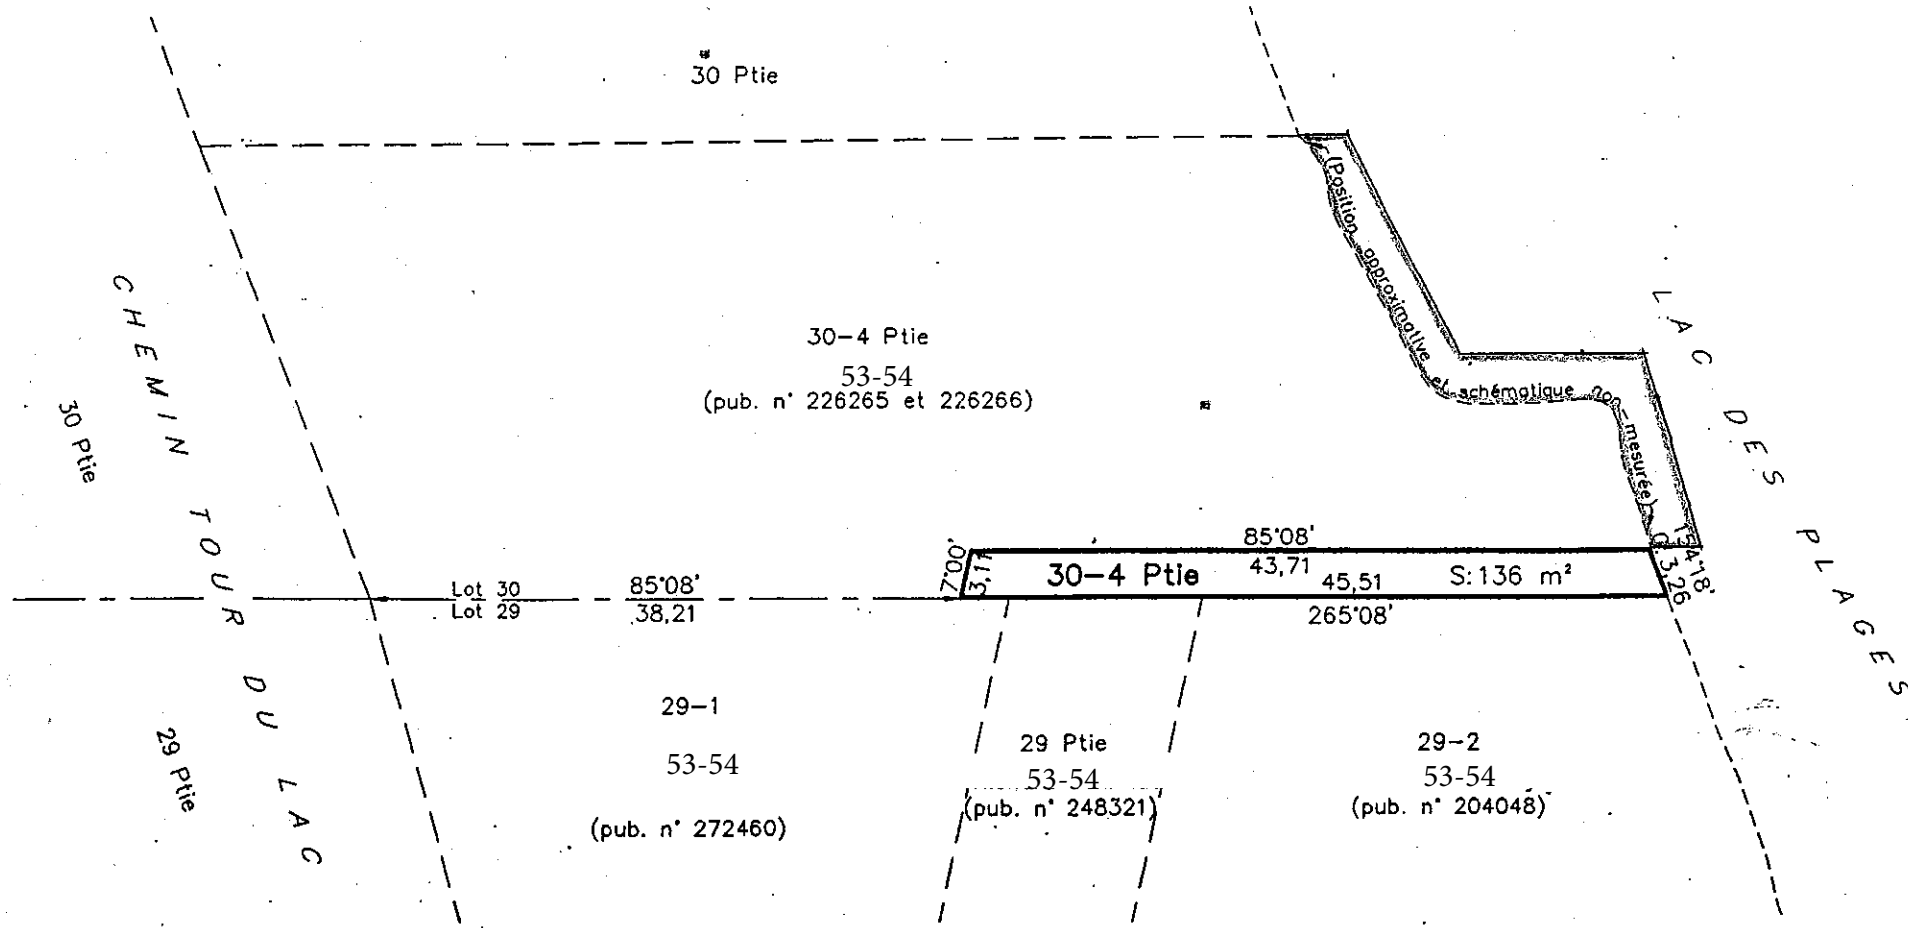 30 Ptie
(Position approximative et schématique non mesurée)
CHEMIN TOUR DU LAC
LAC DES PLAGES
30-4 Ptie
53-54
(pub. n° 226265 et 226266)
30 Ptie
85°08'
7°00'
3,11
30-4 Ptie
43,71
45,51
S: 136 m²
154°18'
3,26
Lot 30
Lot 29
85°08'
38,21
265°08'
29-1
53-54
(pub. n° 272460)
29 Ptie
29 Ptie
53-54
(pub. n° 248321)
29-2
53-54
(pub. n° 204048)